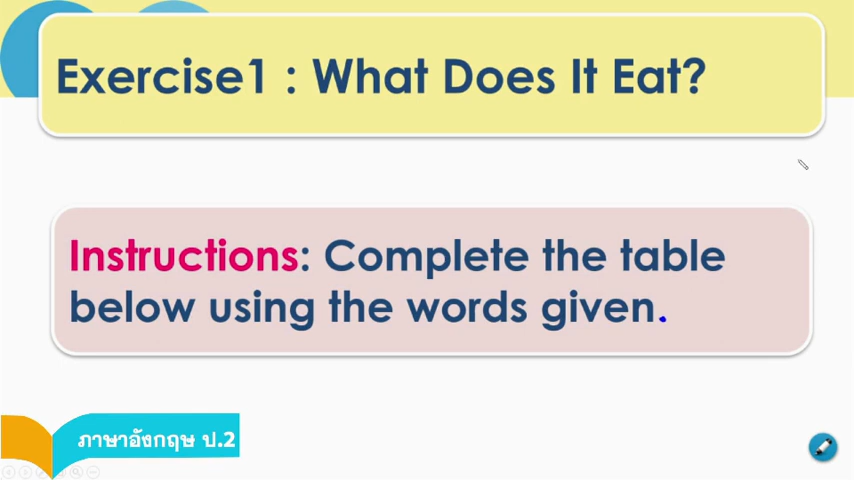 Exercise1 : What Does It Eat?
Instructions: Complete the table
below using the words given.
ภาษาอังกฤษ ป.2